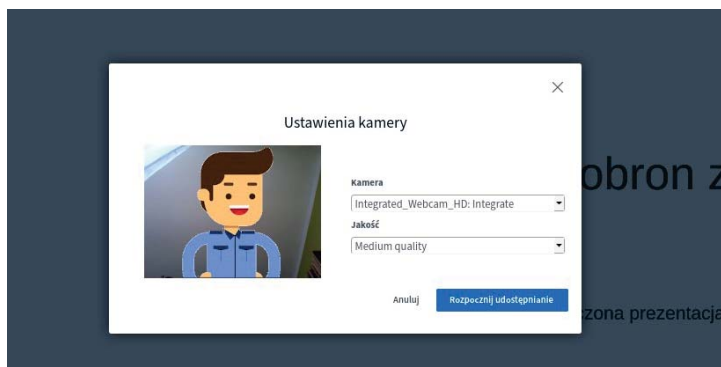 Ustawienia kamery
obron z
Kamera
Integrated_Webcam_HD: Integrate
Jakość
Medium quality
Anuluj
Rozpocznij udostępnianie
zona prezentacja